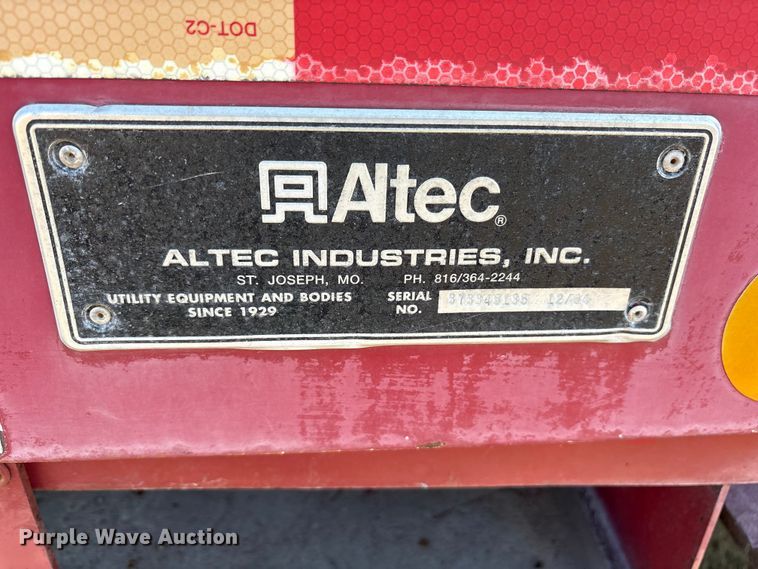 DOT-C2
Altec®
ALTEC INDUSTRIES, INC.
ST. JOSEPH, MO. PH. 816/364-2244
UTILITY EQUIPMENT AND BODIES SERIAL
SINCE 1929 NO.
Purple Wave Auction